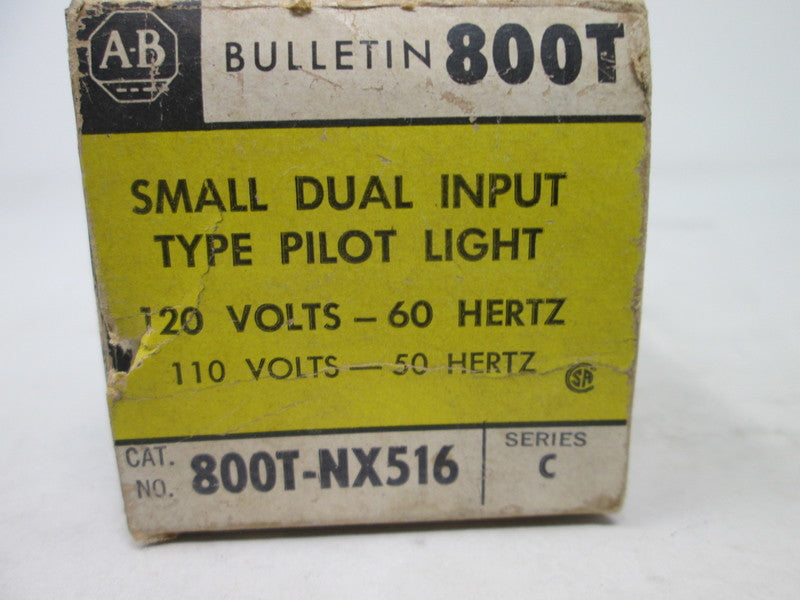 A-B BULLETIN 800T
SMALL DUAL INPUT
TYPE PILOT LIGHT
120 VOLTS — 60 HERTZ
110 VOLTS — 50 HERTZ
CSA
CAT. NO. 800T-NX516
SERIES C